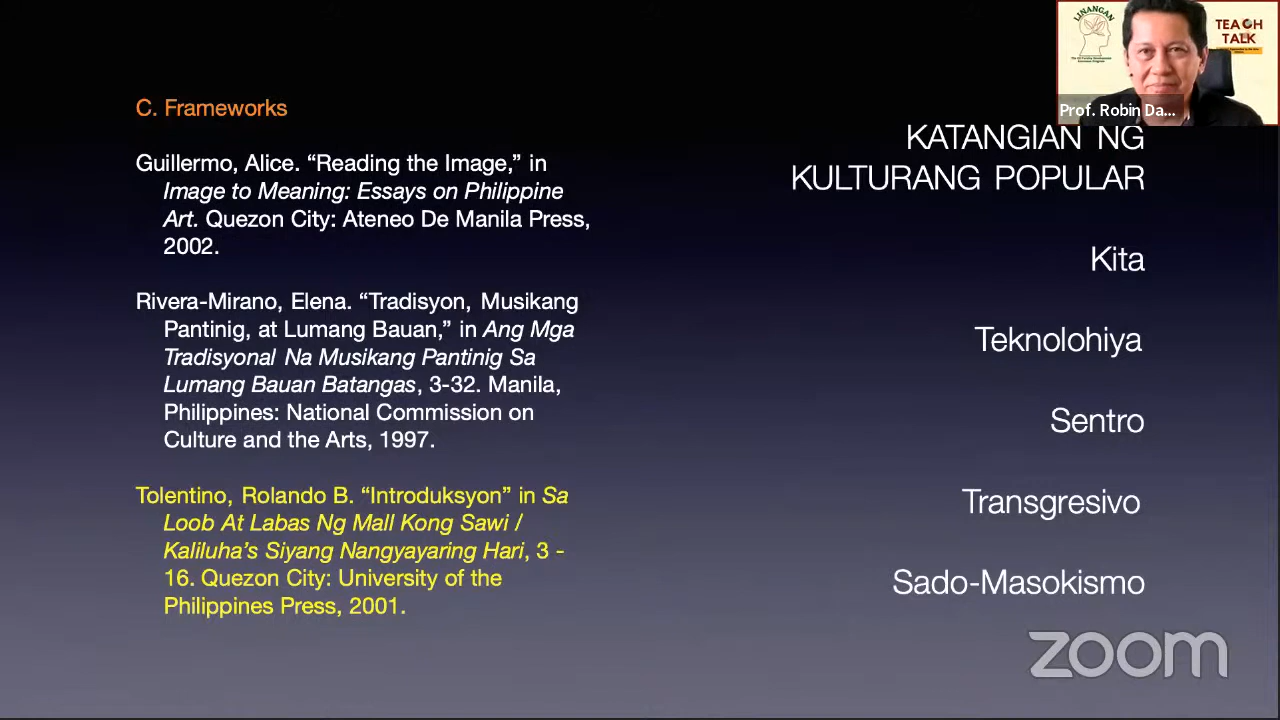 C. Frameworks
Guillermo, Alice. “Reading the Image,” in
Image to Meaning: Essays on Philippine
Art. Quezon City: Ateneo De Manila Press,
2002.
Rivera-Mirano, Elena. “Tradisyon, Musikang
Pantinig, at Lumang Bauan,” in Ang Mga
Tradisyonal Na Musikang Pantinig Sa
Lumang Bauan Batangas, 3-32. Manila,
Philippines: National Commission on
Culture and the Arts, 1997.
Tolentino, Rolando B. “Introduksyon” in Sa
Loob At Labas Ng Mall Kong Sawi /
Kaliluha’s Siyang Nangyayaring Hari, 3 -
16. Quezon City: University of the
Philippines Press, 2001.
KATANGIAN NG
KULTURANG POPULAR
Kita
Teknolohiya
Sentro
Transgresivo
Sado-Masokismo
LINANGAN
TEACH
TALK
Prof. Robin Da...
zoom